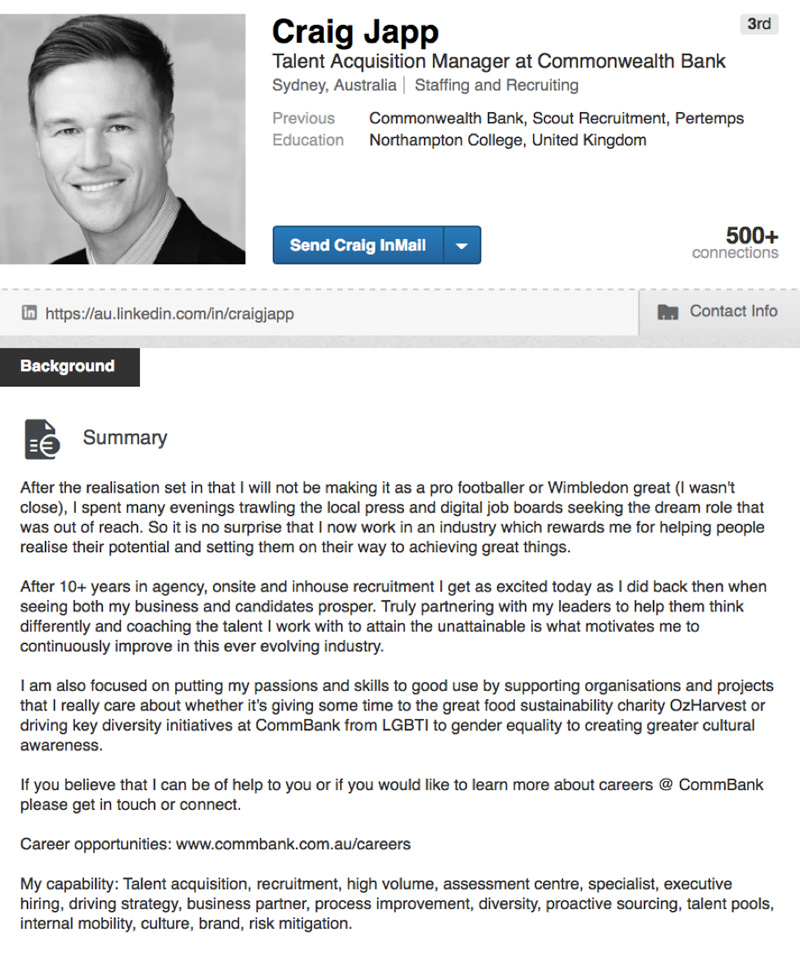 Craig Japp
3rd
Talent Acquisition Manager at Commonwealth Bank
Sydney, Australia | Staffing and Recruiting
Previous Commonwealth Bank, Scout Recruitment, Pertemps
Education Northampton College, United Kingdom
Send Craig InMail
500+
connections
in https://au.linkedin.com/in/craigjapp
Contact Info
Background
Summary
After the realisation set in that I will not be making it as a pro footballer or Wimbledon great (I wasn't
close), I spent many evenings trawling the local press and digital job boards seeking the dream role that
was out of reach. So it is no surprise that I now work in an industry which rewards me for helping people
realise their potential and setting them on their way to achieving great things.
After 10+ years in agency, onsite and inhouse recruitment I get as excited today as I did back then when
seeing both my business and candidates prosper. Truly partnering with my leaders to help them think
differently and coaching the talent I work with to attain the unattainable is what motivates me to
continuously improve in this ever evolving industry.
I am also focused on putting my passions and skills to good use by supporting organisations and projects
that I really care about whether it's giving some time to the great food sustainability charity OzHarvest or
driving key diversity initiatives at CommBank from LGBTI to gender equality to creating greater cultural
awareness.
If you believe that I can be of help to you or if you would like to learn more about careers @ CommBank
please get in touch or connect.
Career opportunities: www.commbank.com.au/careers
My capability: Talent acquisition, recruitment, high volume, assessment centre, specialist, executive
hiring, driving strategy, business partner, process improvement, diversity, proactive sourcing, talent pools,
internal mobility, culture, brand, risk mitigation.